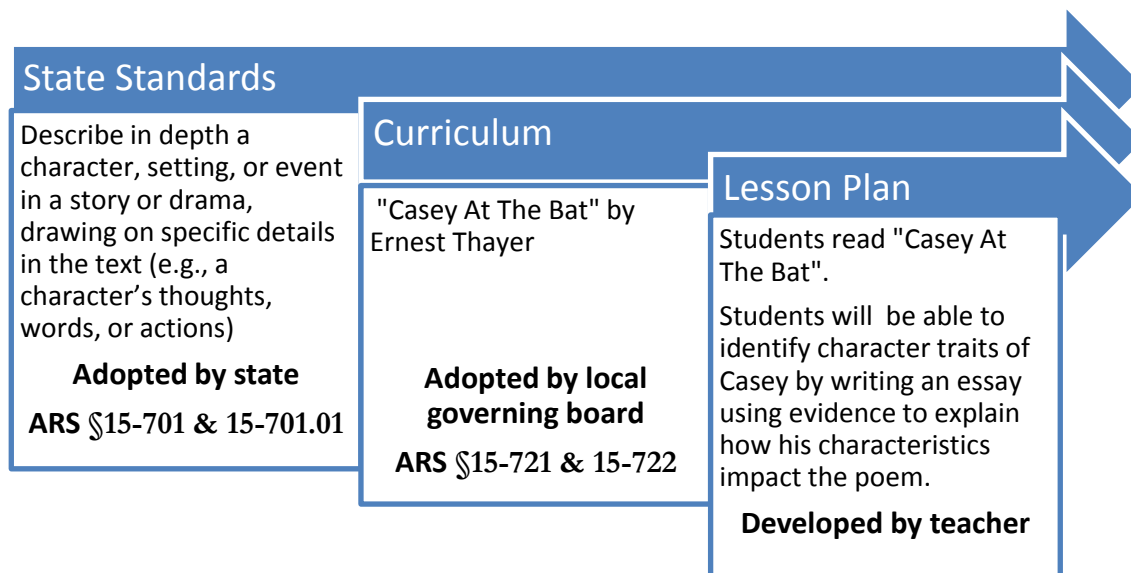 State Standards
Describe in depth a
character, setting, or event
in a story or drama,
drawing on specific details
in the text (e.g., a
character’s thoughts,
words, or actions)
Adopted by state
ARS §15-701 & 15-701.01
Curriculum
"Casey At The Bat" by
Ernest Thayer
Adopted by local
governing board
ARS §15-721 & 15-722
Lesson Plan
Students read "Casey At
The Bat".
Students will be able to
identify character traits of
Casey by writing an essay
using evidence to explain
how his characteristics
impact the poem.
Developed by teacher